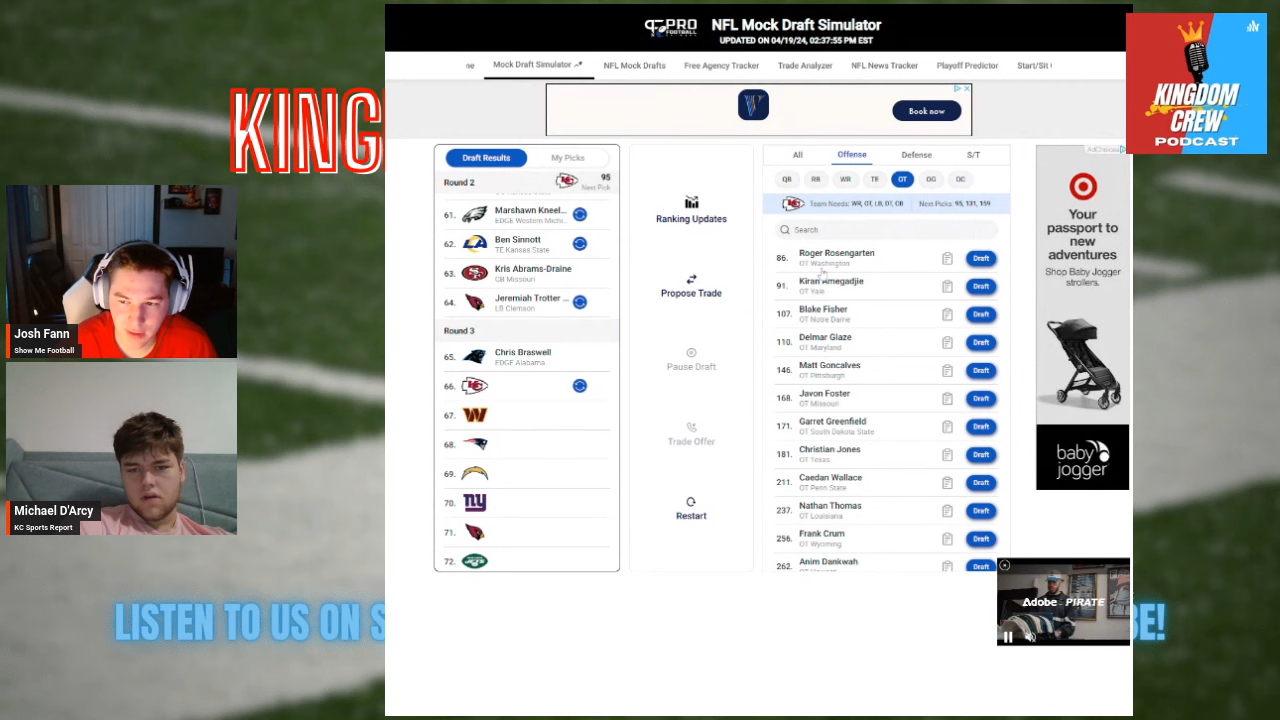 PRO
FOOTBALL
NFL Mock Draft Simulator
UPDATED ON 04/19/24, 02:37:55 PM EST
Mock Draft Simulator
NFL Mock Drafts
Free Agency Tracker
Trade Analyzer
NFL News Tracker
Playoff Predictor
Start/Sit
Book now
KINGDOM
CREW
PODCAST
AdChoices
KING
LISTEN TO US ON S
BE!
Josh Fann
Show Me Football
Michael D'Arcy
KC Sports Report
Draft Results
My Picks
Round 2
95
Next Pick
61. Marshawn Kneel...
EDGE Western Michi...
62. Ben Sinnott
TE Kansas State
63. Kris Abrams-Draine
CB Missouri
64. Jeremiah Trotter ...
LB Clemson
Round 3
65. Chris Braswell
EDGE Alabama
66.
67.
68.
69.
70. ny
71.
72.
Ranking Updates
Propose Trade
Pause Draft
Trade Offer
Restart
All
Offense
Defense
S/T
QB
RB
WR
TE
OT
OG
OC
Team Needs: WR, OT, LB, DT, CB
Next Picks: 95, 131, 159
Search
86. Roger Rosengarten Draft
OT Washington
91. Kiran Amegadjie Draft
OT Yale
107. Blake Fisher Draft
OT Notre Dame
110. Delmar Glaze Draft
OT Maryland
146. Matt Goncalves Draft
OT Pittsburgh
168. Javon Foster Draft
OT Missouri
171. Garret Greenfield Draft
OT South Dakota State
181. Christian Jones Draft
OT Texas
211. Caedan Wallace Draft
OT Penn State
237. Nathan Thomas Draft
OT Louisiana
256. Frank Crum Draft
OT Wyoming
262. Anim Dankwah Draft
Your
passport to
new
adventures
Shop Baby Jogger
strollers.
baby
jogger
Adobe PIRATE